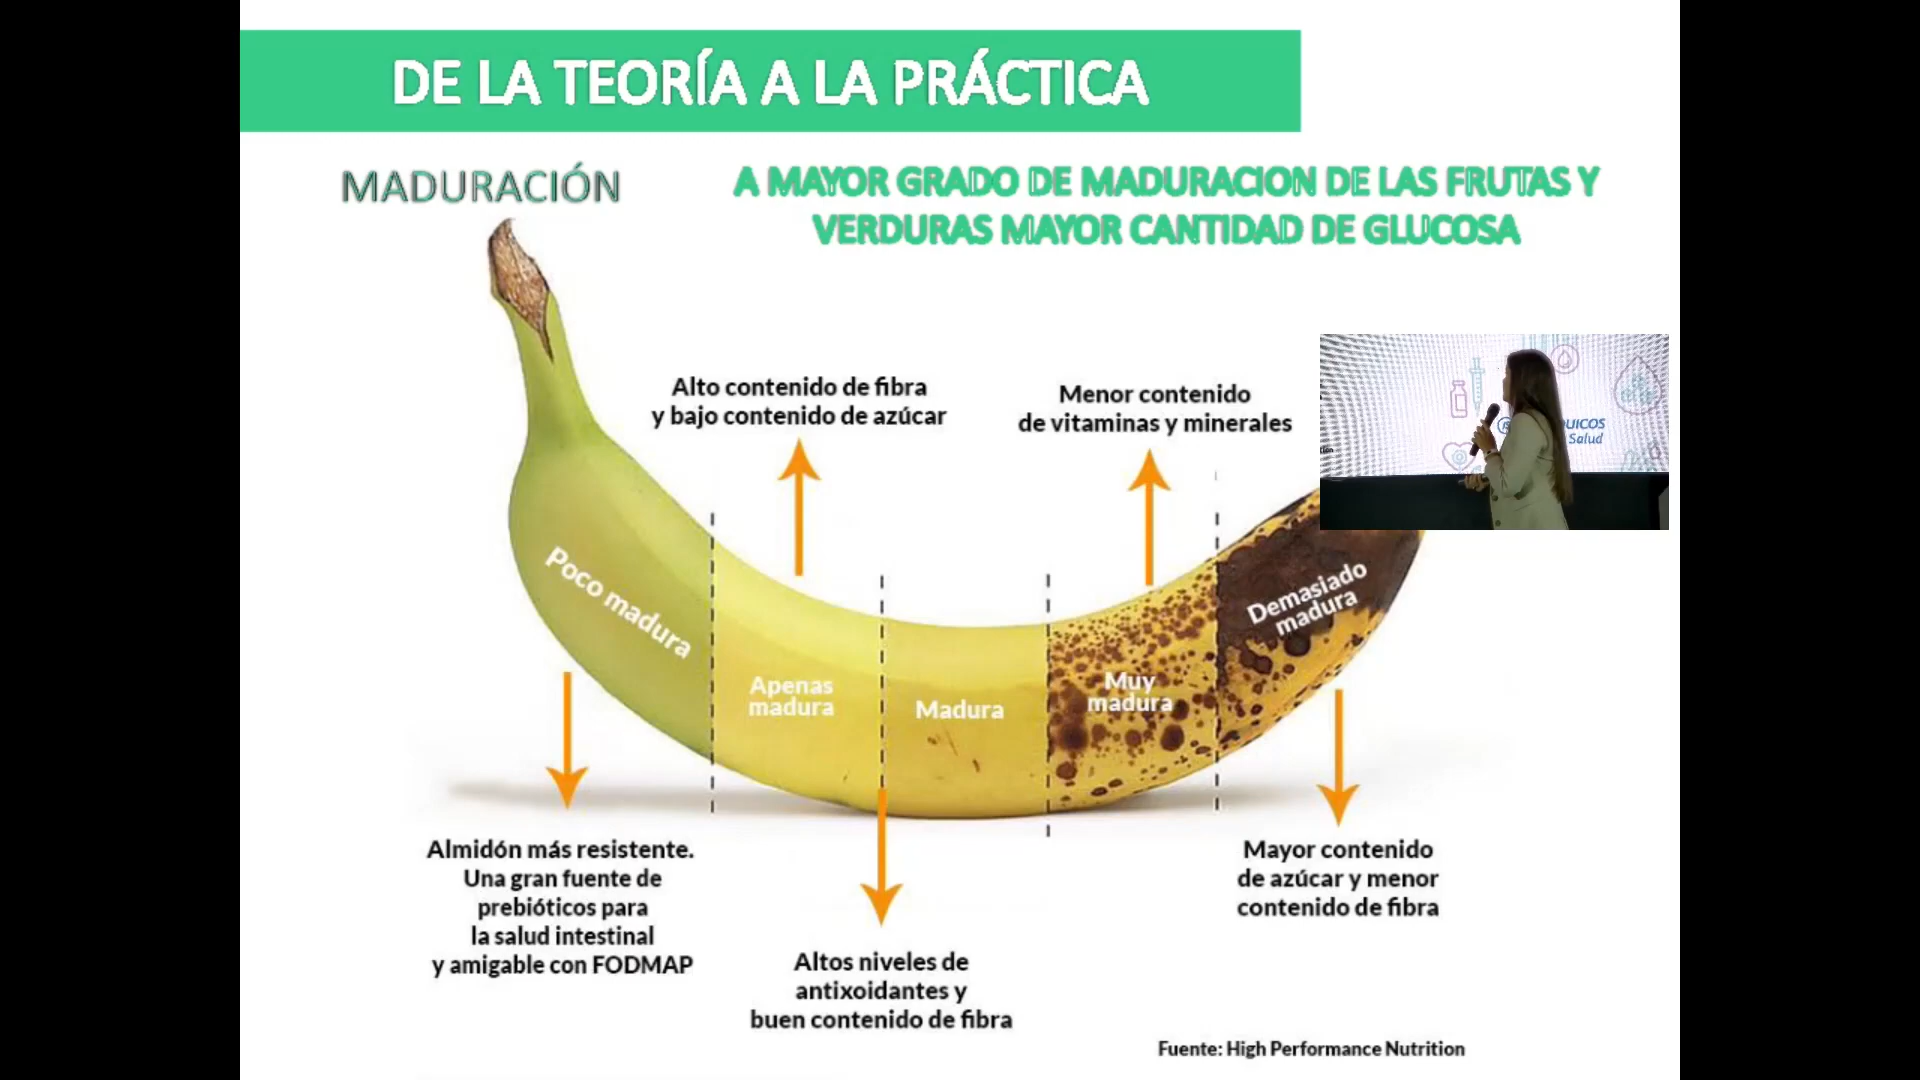 DE LA TEORÍA A LA PRÁCTICA
MADURACIÓN
A MAYOR GRADO DE MADURACION DE LAS FRUTAS Y
VERDURAS MAYOR CANTIDAD DE GLUCOSA
Alto contenido de fibra
y bajo contenido de azúcar
Menor contenido
de vitaminas y minerales
UICOS
Salud
Poco madura
Apenas
madura
Madura
Muy
madura
Demasiado
madura
Almidón más resistente.
Una gran fuente de
prebióticos para
la salud intestinal
y amigable con FODMAP
Altos niveles de
antixoidantes y
buen contenido de fibra
Mayor contenido
de azúcar y menor
contenido de fibra
Fuente: High Performance Nutrition